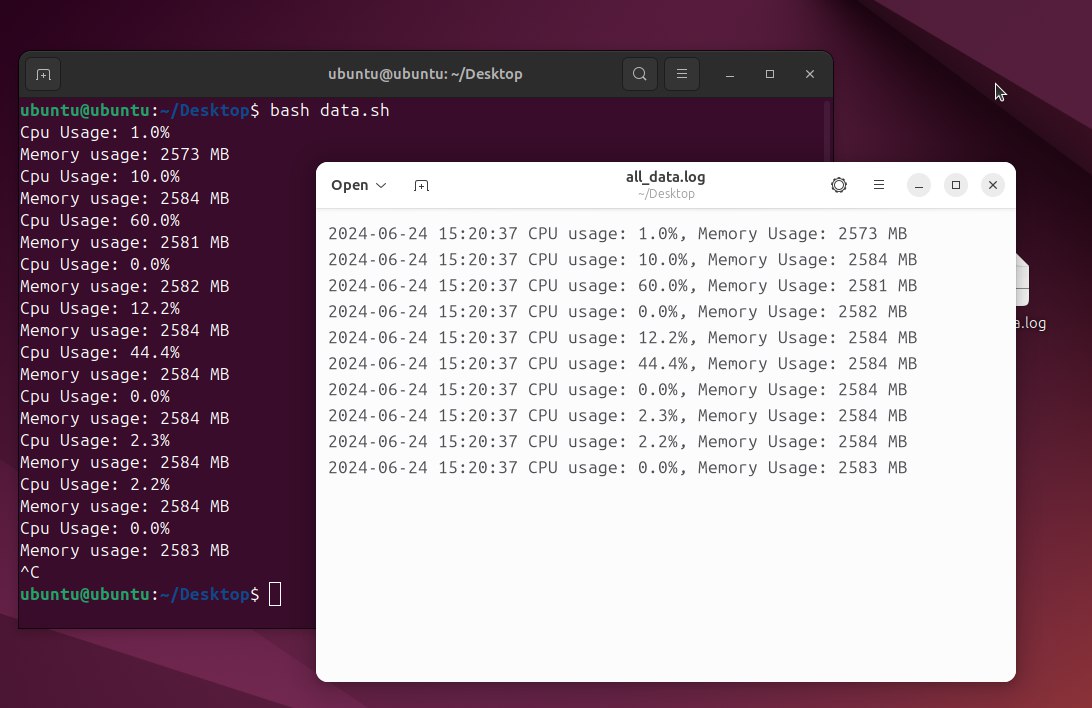 ubuntu@ubuntu: ~/Desktop
ubuntu@ubuntu:~/Desktop$ bash data.sh
Cpu Usage: 1.0%
Memory usage: 2573 MB
Cpu Usage: 10.0%
Memory usage: 2584 MB
Cpu Usage: 60.0%
Memory usage: 2581 MB
Cpu Usage: 0.0%
Memory usage: 2582 MB
Cpu Usage: 12.2%
Memory usage: 2584 MB
Cpu Usage: 44.4%
Memory usage: 2584 MB
Cpu Usage: 0.0%
Memory usage: 2584 MB
Cpu Usage: 2.3%
Memory usage: 2584 MB
Cpu Usage: 2.2%
Memory usage: 2584 MB
Cpu Usage: 0.0%
Memory usage: 2583 MB
^C
ubuntu@ubuntu:~/Desktop$
Open
all_data.log
~/Desktop
2024-06-24 15:20:37 CPU usage: 1.0%, Memory Usage: 2573 MB
2024-06-24 15:20:37 CPU usage: 10.0%, Memory Usage: 2584 MB
2024-06-24 15:20:37 CPU usage: 60.0%, Memory Usage: 2581 MB
2024-06-24 15:20:37 CPU usage: 0.0%, Memory Usage: 2582 MB
2024-06-24 15:20:37 CPU usage: 12.2%, Memory Usage: 2584 MB
2024-06-24 15:20:37 CPU usage: 44.4%, Memory Usage: 2584 MB
2024-06-24 15:20:37 CPU usage: 0.0%, Memory Usage: 2584 MB
2024-06-24 15:20:37 CPU usage: 2.3%, Memory Usage: 2584 MB
2024-06-24 15:20:37 CPU usage: 2.2%, Memory Usage: 2584 MB
2024-06-24 15:20:37 CPU usage: 0.0%, Memory Usage: 2583 MB
a.log